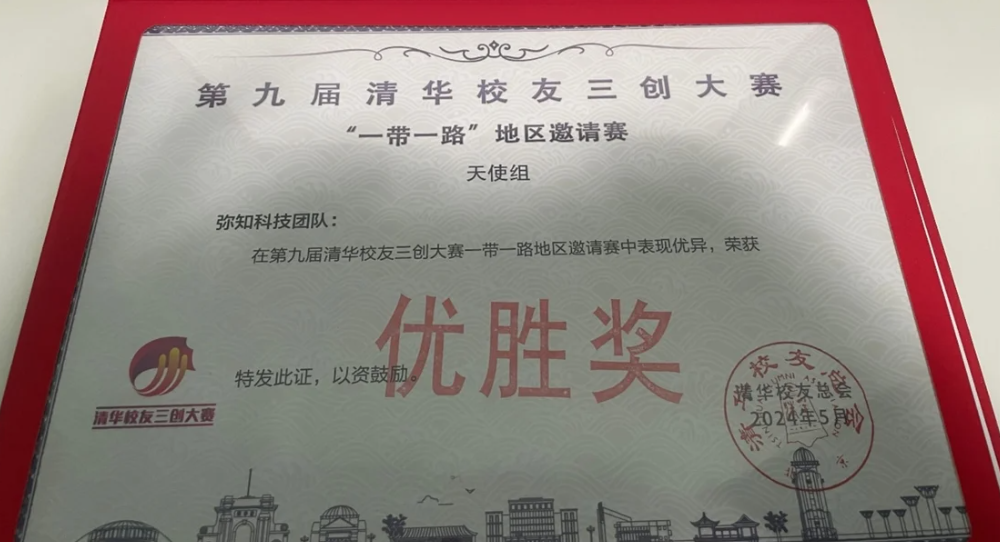 第九届清华校友三创大赛
“一带一路”地区邀请赛
天使组
弥知科技团队：
在第九届清华校友三创大赛一带一路地区邀请赛中表现优异，荣获
优胜奖
特发此证，以资鼓励。
清华校友三创大赛
清华校友总会
2024年5月